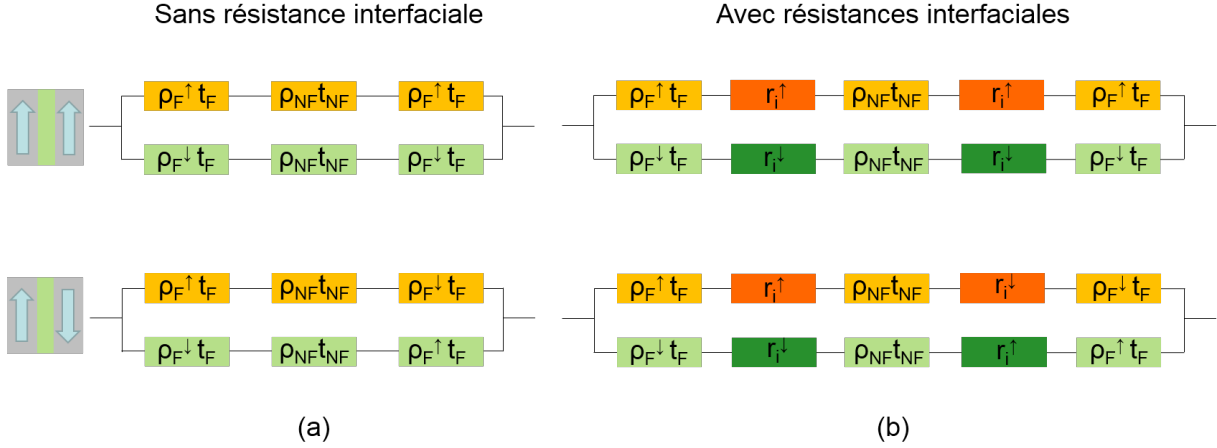 Sans résistance interfaciale
Avec résistances interfaciales
ρF↑ tF ρNFtNF ρF↑ tF
ρF↑ tF ri↑ ρNFtNF ri↑ ρF↑ tF
ρF↓ tF ρNFtNF ρF↓ tF
ρF↓ tF ri↓ ρNFtNF ri↓ ρF↓ tF
ρF↑ tF ρNFtNF ρF↓ tF
ρF↑ tF ri↑ ρNFtNF ri↓ ρF↓ tF
ρF↓ tF ρNFtNF ρF↑ tF
ρF↓ tF ri↓ ρNFtNF ri↑ ρF↑ tF
(a)
(b)